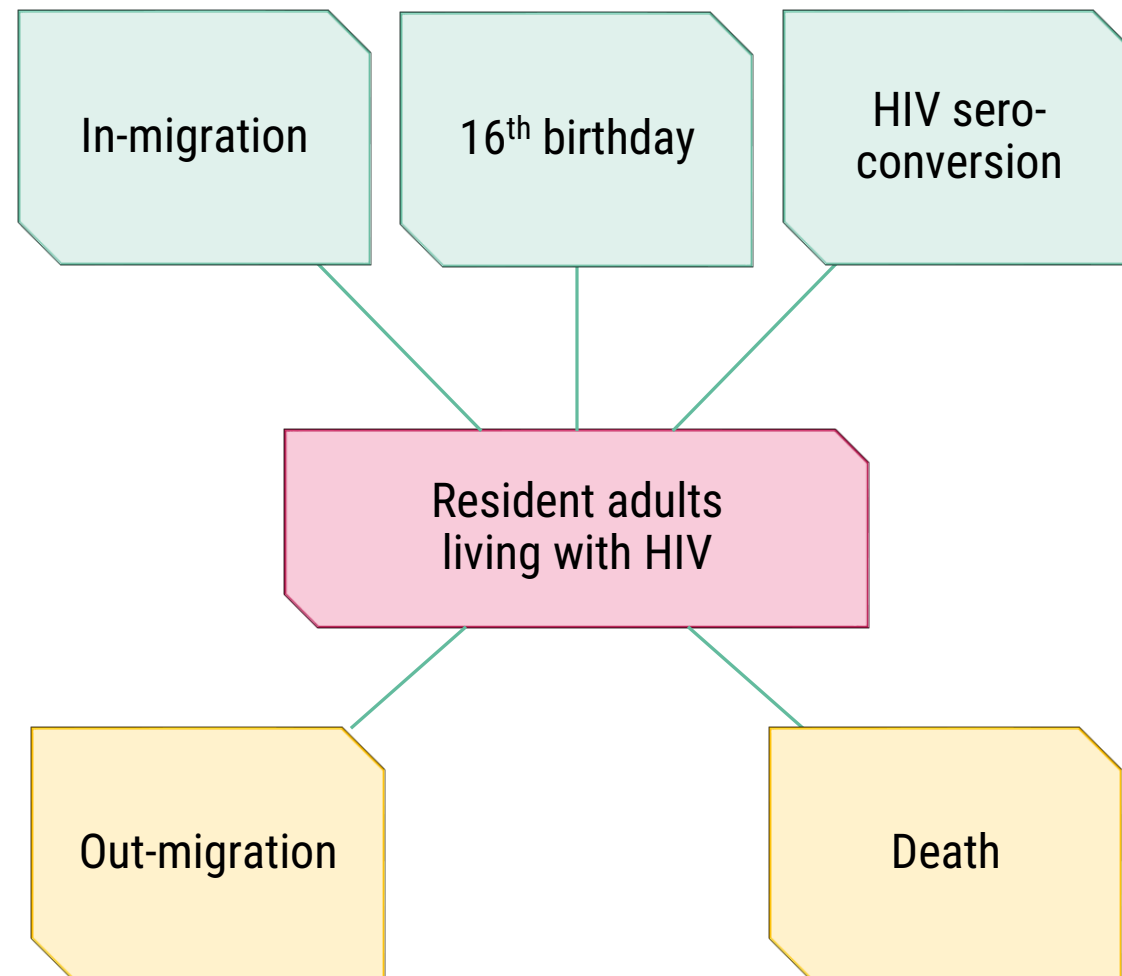 In-migration
16th birthday
HIV sero-
conversion
Resident adults
living with HIV
Out-migration
Death